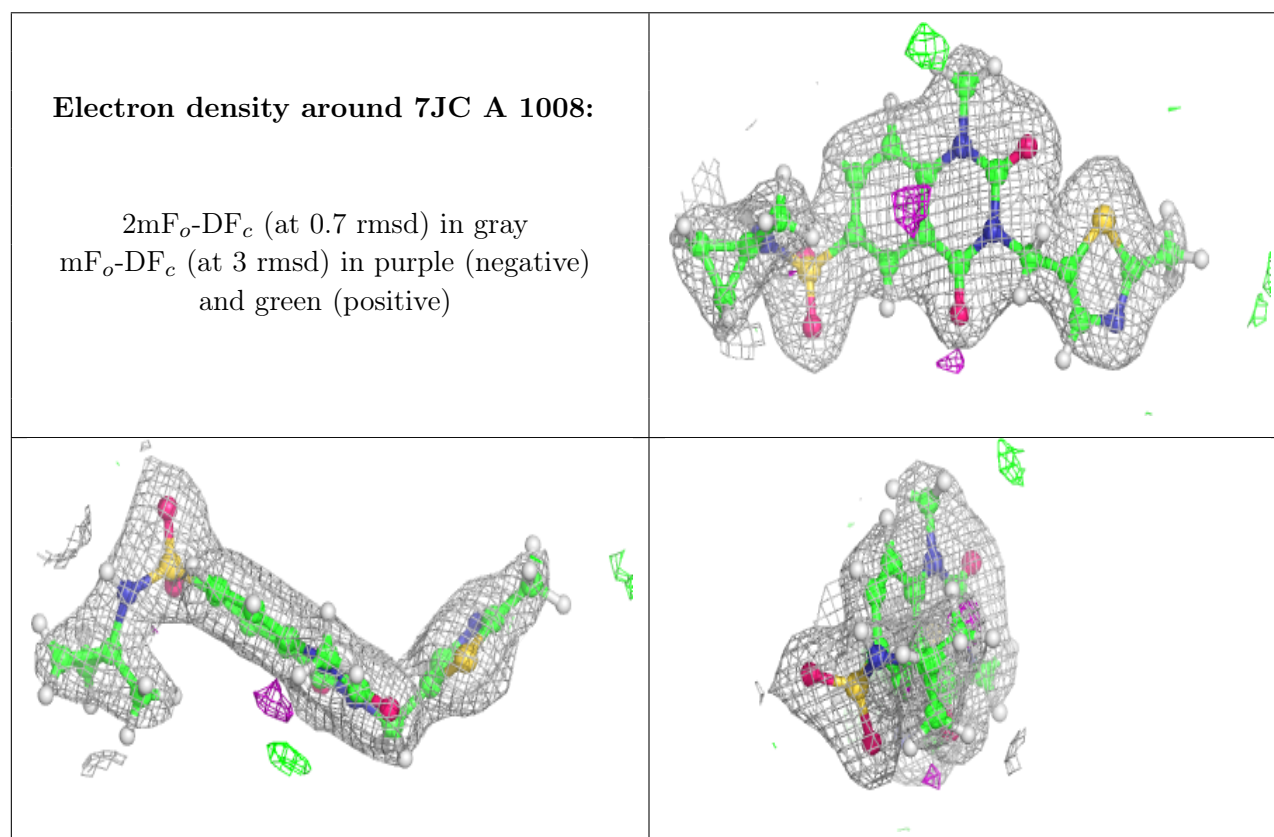 Electron density around 7JC A 1008:
2mFo-DFc (at 0.7 rmsd) in gray
mFo-DFc (at 3 rmsd) in purple (negative)
and green (positive)